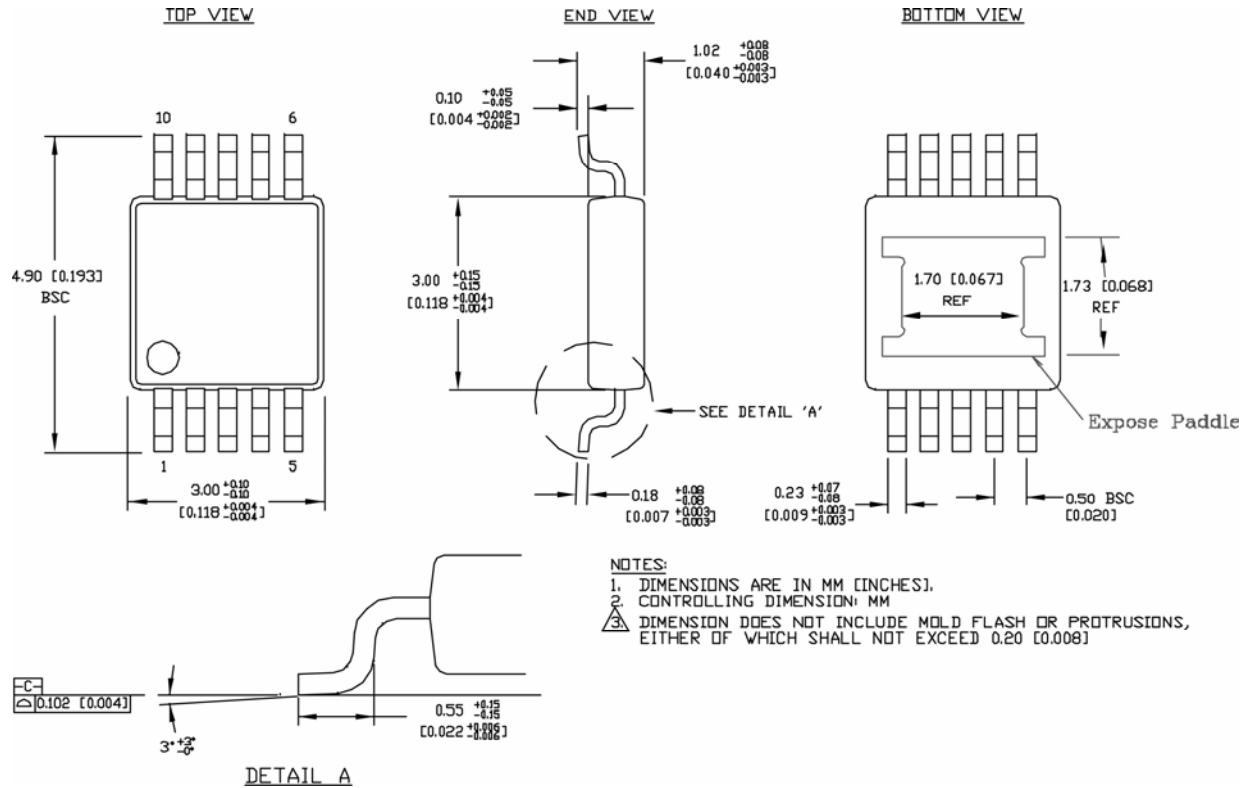 TOP VIEW
END VIEW
BOTTOM VIEW
10
6
4.90 [0.193]
BSC
1
5
3.00 +0.10 -0.10
[0.118 +0.004 -0.004]
1.02 +0.08 -0.08
[0.040 +0.003 -0.003]
0.10 +0.05 -0.05
[0.004 +0.002 -0.002]
3.00 +0.15 -0.15
[0.118 +0.004 -0.004]
SEE DETAIL 'A'
0.18 +0.08 -0.08
[0.007 +0.003 -0.003]
1.70 [0.067]
REF
1.73 [0.068]
REF
Expose Paddle
0.23 +0.07 -0.08
[0.009 +0.003 -0.003]
0.50 BSC
[0.020]
NOTES:
1. DIMENSIONS ARE IN MM [INCHES].
2. CONTROLLING DIMENSION: MM
3. DIMENSION DOES NOT INCLUDE MOLD FLASH OR PROTRUSIONS,
EITHER OF WHICH SHALL NOT EXCEED 0.20 [0.008]
-C-
⌓ 0.102 [0.004]
3° +3° -0°
0.55 +0.15 -0.15
[0.022 +0.006 -0.006]
DETAIL A